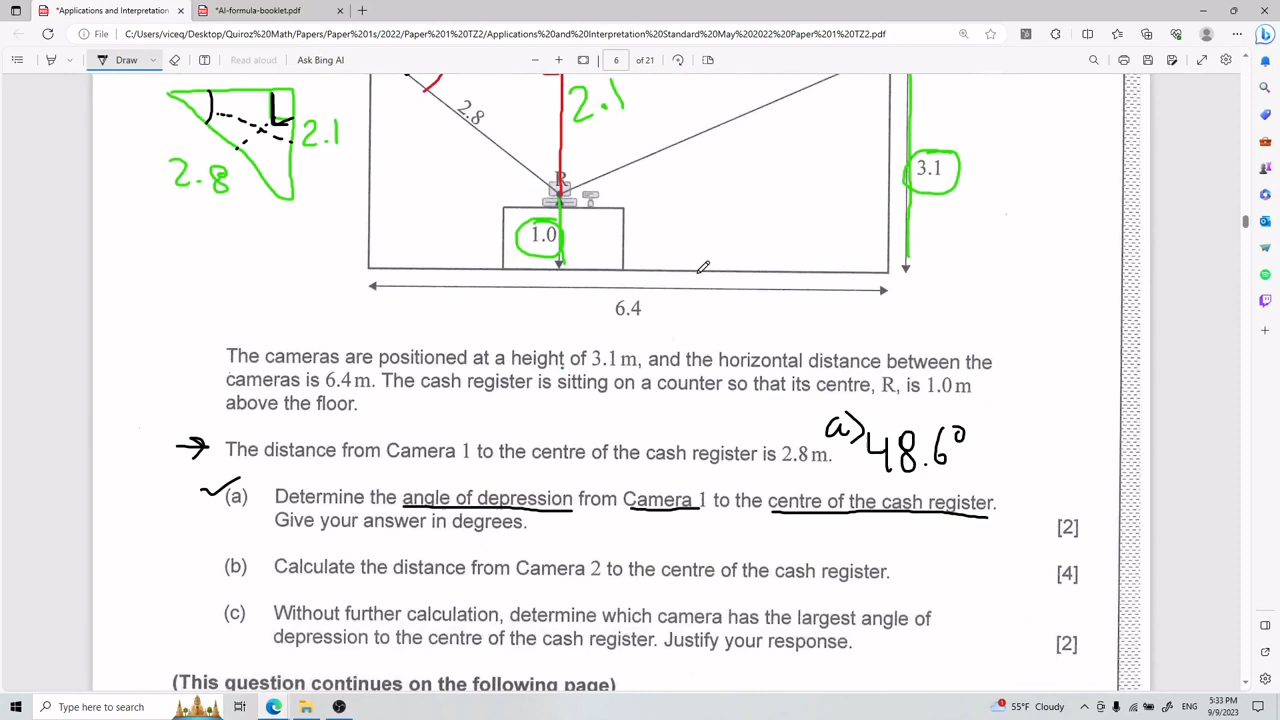 *Applications and Interpretation
*AI-formula-booklet.pdf
File
C:/Users/viceq/Desktop/Quiroz%20Math/Papers/Paper%201s/2022/Paper%201%20TZ2/Applications%20and%20Interpretation%20Standard%20May%202022%20Paper%201%20TZ2.pdf
Draw
Read aloud
Ask Bing AI
6
of 21
2.1
2.8
2.1
3.1
2.8
R
1.0
6.4
The cameras are positioned at a height of 3.1 m, and the horizontal distance between the
cameras is 6.4 m. The cash register is sitting on a counter so that its centre, R, is 1.0 m
above the floor.
a) 48.6°
The distance from Camera 1 to the centre of the cash register is 2.8 m.
(a) Determine the angle of depression from Camera 1 to the centre of the cash register.
Give your answer in degrees. [2]
(b) Calculate the distance from Camera 2 to the centre of the cash register. [4]
(c) Without further calculation, determine which camera has the largest angle of
depression to the centre of the cash register. Justify your response. [2]
(This question continues on the following page)
Type here to search
55°F Cloudy
5:33 PM
9/9/2023